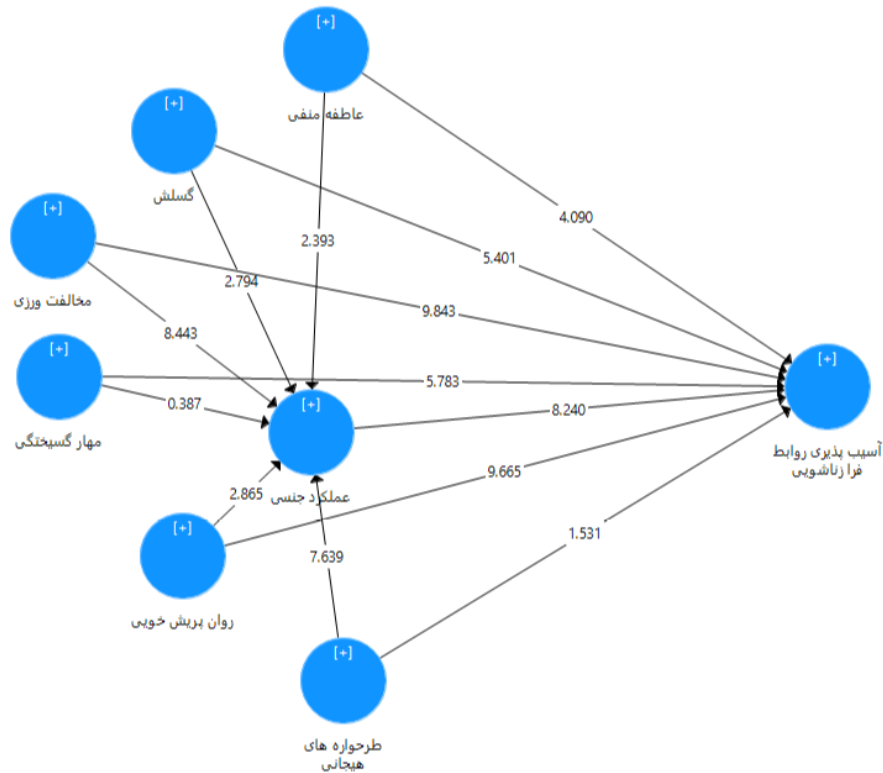 [+]
عاطفه منفی
[+]
گسلش
4.090
[+]
2.393
5.401
2.794
مخالفت ورزی
9.843
8.443
[+]
[+]
5.783
0.387
[+]
8.240
مهار گسیختگی
آسیب پذیری روابط
فرا زناشویی
9.665
2.865
عملکرد جنسی
[+]
1.531
7.639
روان پریش خویی
[+]
طرحواره های
هیجانی